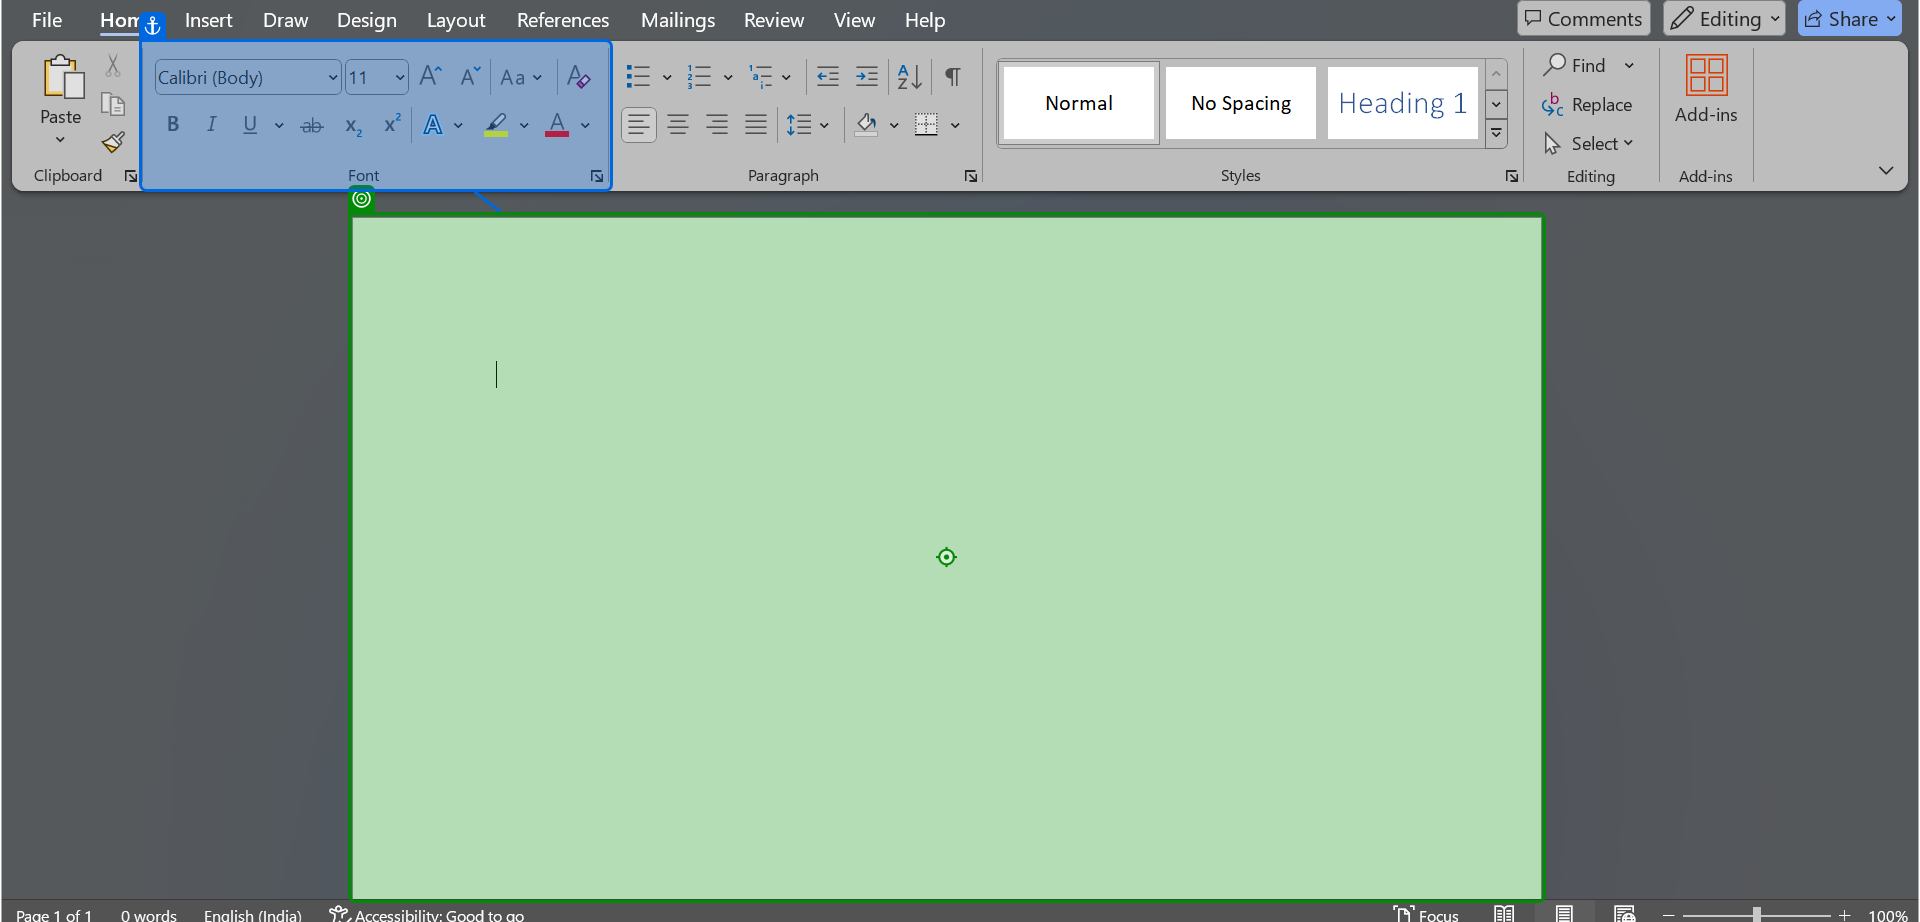 File Hom Insert Draw Design Layout References Mailings Review View Help Comments Editing Share
Calibri (Body) 11 Aa
Normal No Spacing Heading 1
Find
Replace
Select
Paste
Add-ins
B I U ab x2 x2 A A
Clipboard Font Paragraph Styles Editing Add-ins
Page 1 of 1 0 words English (India) Accessibility: Good to go Focus 100%